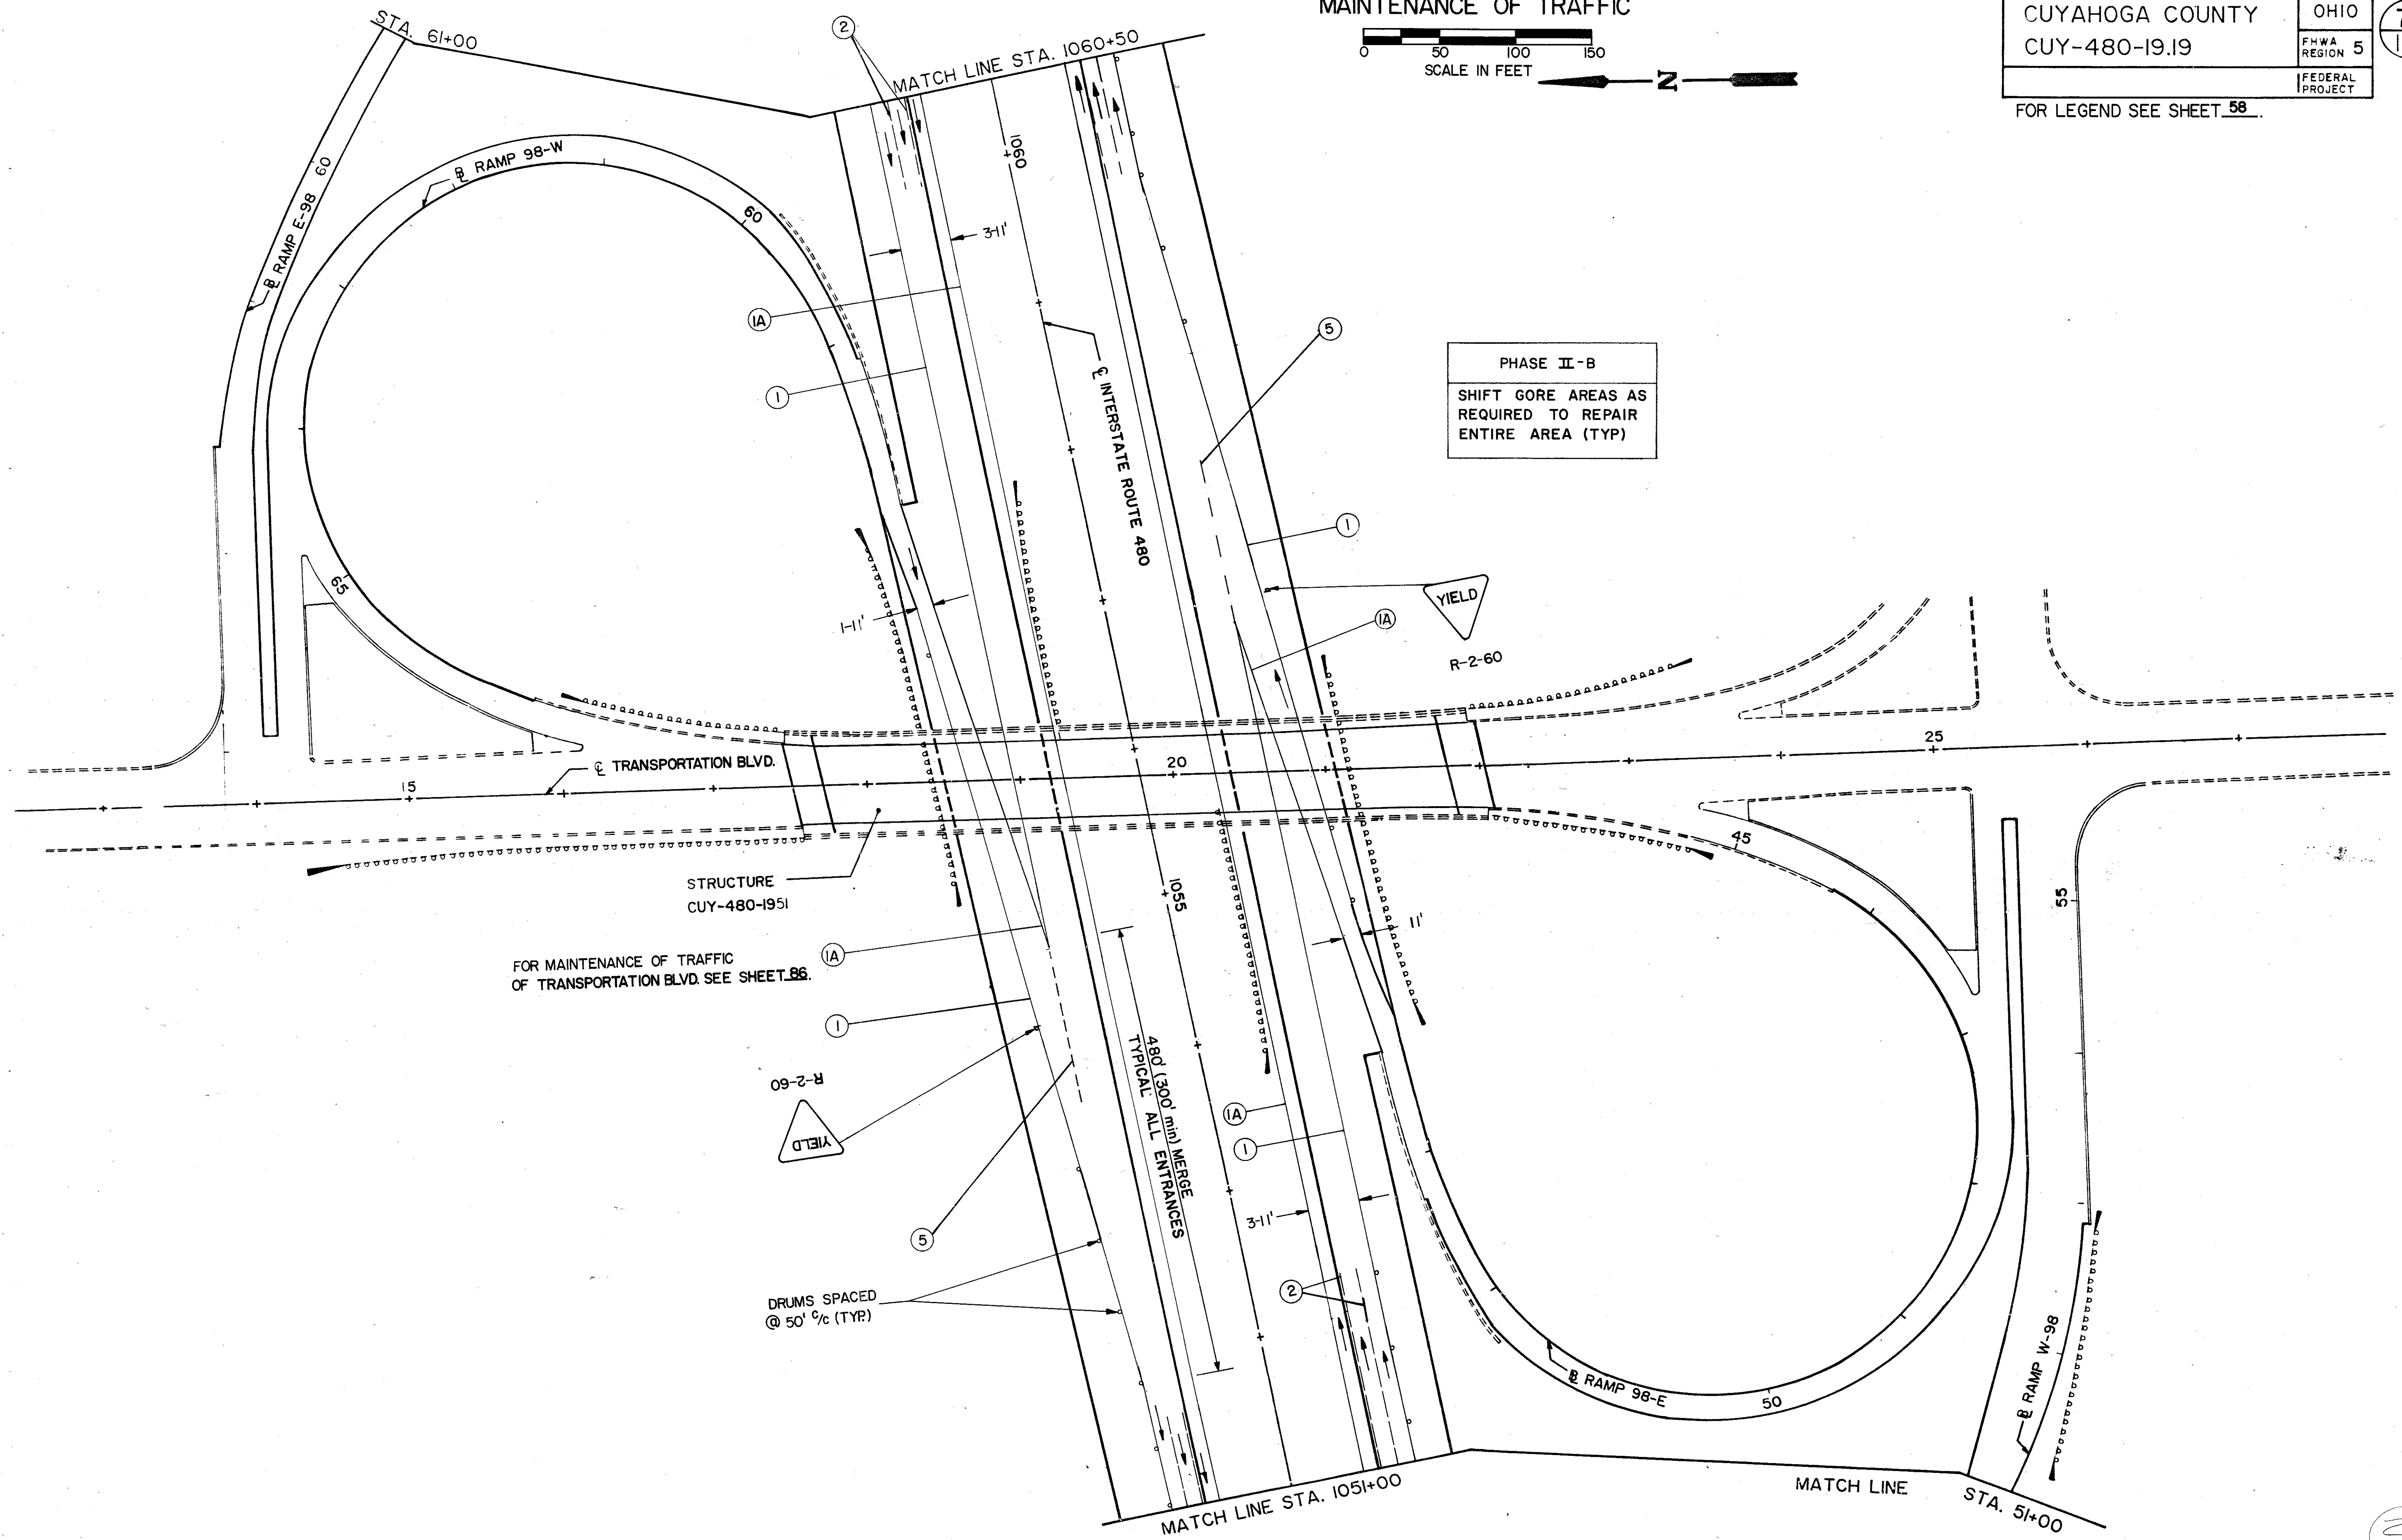 MAINTENANCE OF TRAFFIC
0 50 100 150
SCALE IN FEET
N
CUYAHOGA COUNTY
CUY-480-19.19
OHIO
FHWA
REGION 5
FEDERAL
PROJECT
FOR LEGEND SEE SHEET 58.
STA. 61+00
2
MATCH LINE STA. 1060+50
1060
B
L RAMP 98-W
60
B
L RAMP E-98
60
3-11'
1A
1
5
℄ INTERSTATE ROUTE 480
PHASE II-B
SHIFT GORE AREAS AS
REQUIRED TO REPAIR
ENTIRE AREA (TYP)
1
65
YIELD
1A
R-2-60
1-11'
℄ TRANSPORTATION BLVD.
15
20
25
45
STRUCTURE
CUY-480-1951
1055
55
11'
FOR MAINTENANCE OF TRAFFIC
OF TRANSPORTATION BLVD. SEE SHEET 86.
1A
1
R-2-60
YIELD
480' (300' min) MERGE
TYPICAL: ALL ENTRANCES
1A
1
3-11'
5
DRUMS SPACED
@ 50' C/c (TYP.)
2
B
L RAMP 98-E
50
B
L RAMP W-98
MATCH LINE STA. 1051+00
MATCH LINE STA. 51+00